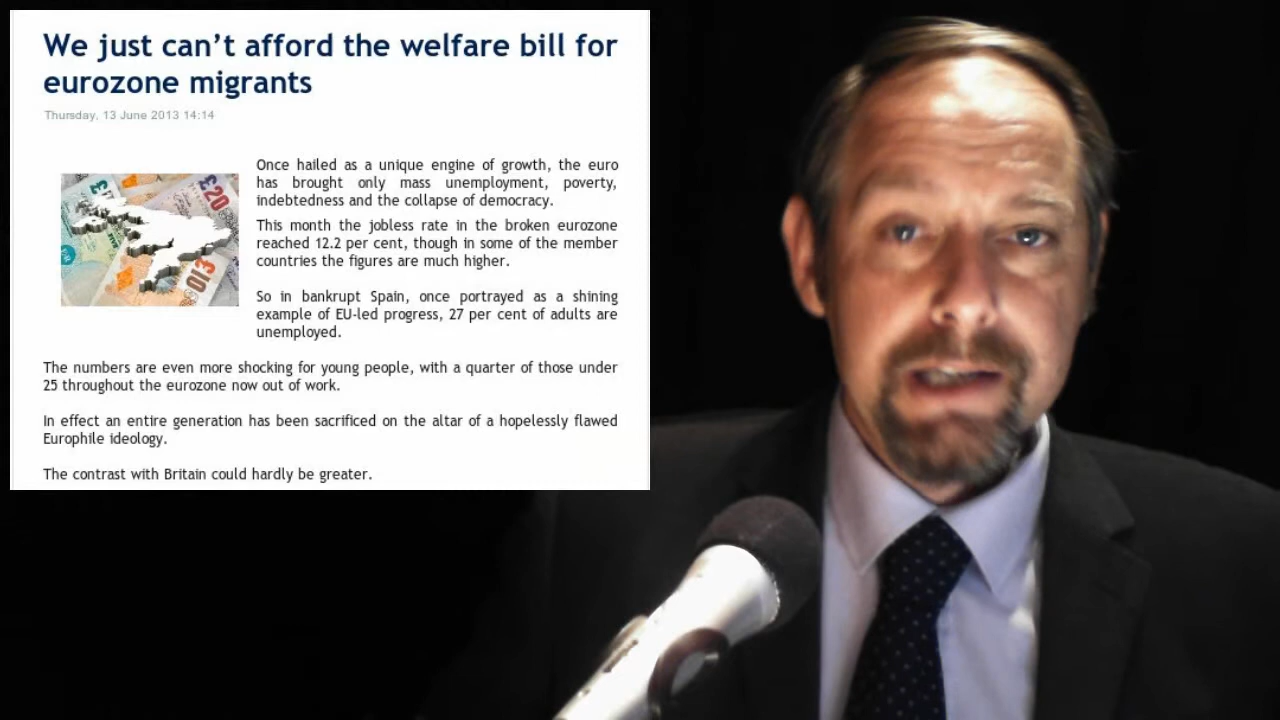 We just can't afford the welfare bill for
eurozone migrants
Thursday, 13 June 2013 14:14
Once hailed as a unique engine of growth, the euro
has brought only mass unemployment, poverty,
indebtedness and the collapse of democracy.
This month the jobless rate in the broken eurozone
reached 12.2 per cent, though in some of the member
countries the figures are much higher.
So in bankrupt Spain, once portrayed as a shining
example of EU-led progress, 27 per cent of adults are
unemployed.
The numbers are even more shocking for young people, with a quarter of those under
25 throughout the eurozone now out of work.
In effect an entire generation has been sacrificed on the altar of a hopelessly flawed
Europhile ideology.
The contrast with Britain could hardly be greater.
£20
£10